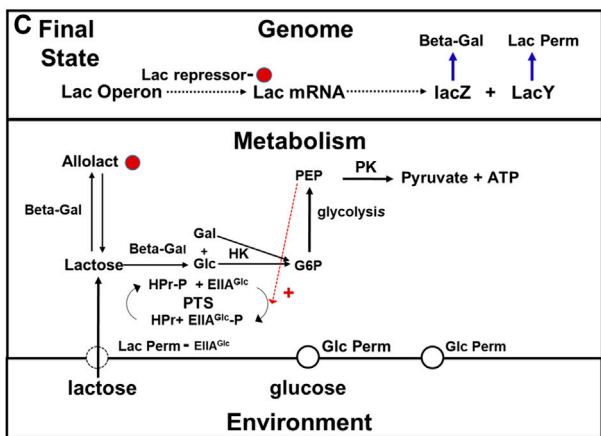 C Final State
Genome
Beta-Gal
Lac Perm
Lac repressor-
Lac Operon
Lac mRNA
lacZ + LacY
Metabolism
Allolact
PEP
PK
Pyruvate + ATP
Beta-Gal
glycolysis
Gal
Beta-Gal
+
HK
Lactose
Glc
G6P
HPr-P + EIIAGlc
+
PTS
HPr+ EIIAGlc-P
Lac Perm - EIIAGlc
Glc Perm
Glc Perm
lactose
glucose
Environment